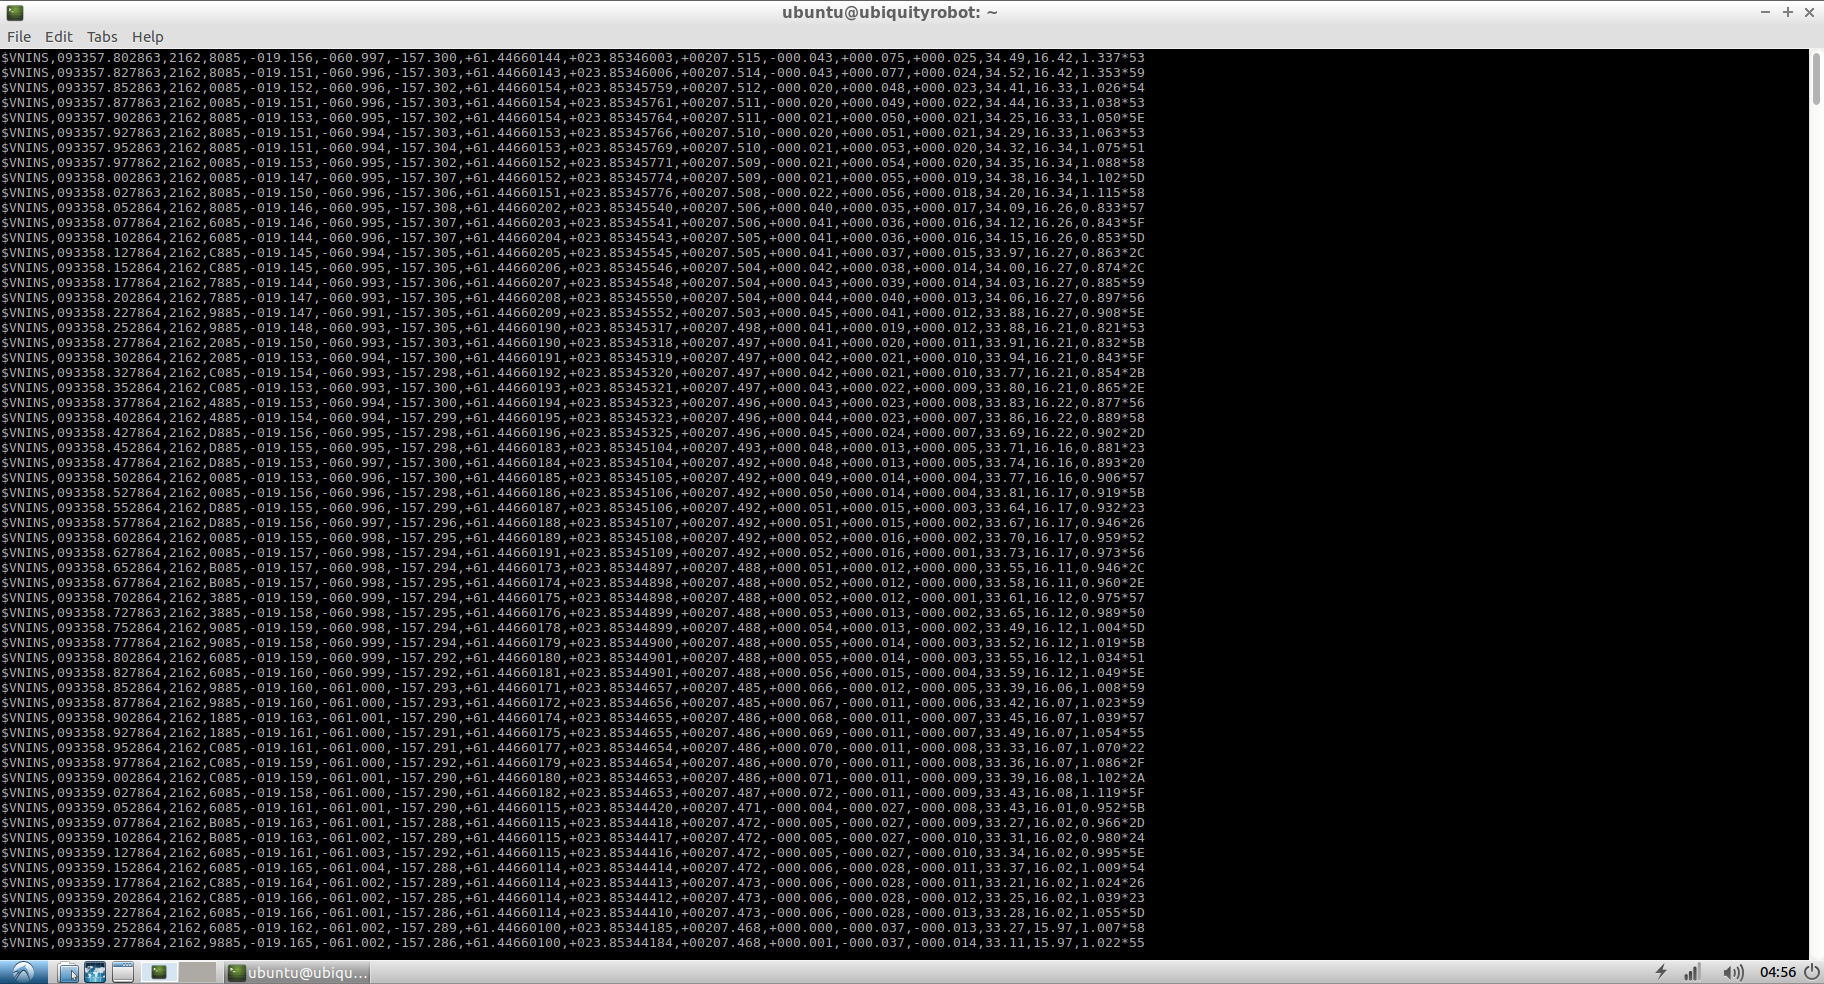 ubuntu@ubiquityrobot: ~
File Edit Tabs Help
$VNINS,093357.802863,2162,8085,-019.156,-060.997,-157.300,+61.44660144,+023.85346003,+00207.515,-000.043,+000.075,+000.025,34.49,16.42,1.337*53
$VNINS,093357.827863,2162,8085,-019.151,-060.996,-157.303,+61.44660143,+023.85346006,+00207.514,-000.043,+000.077,+000.024,34.52,16.42,1.353*59
$VNINS,093357.852863,2162,0085,-019.152,-060.996,-157.302,+61.44660154,+023.85345759,+00207.512,-000.020,+000.048,+000.023,34.41,16.33,1.026*54
$VNINS,093357.877863,2162,0085,-019.151,-060.996,-157.303,+61.44660154,+023.85345761,+00207.511,-000.020,+000.049,+000.022,34.44,16.33,1.038*53
$VNINS,093357.902863,2162,8085,-019.153,-060.995,-157.302,+61.44660154,+023.85345764,+00207.511,-000.021,+000.050,+000.021,34.25,16.33,1.050*5E
$VNINS,093357.927863,2162,8085,-019.151,-060.994,-157.303,+61.44660153,+023.85345766,+00207.510,-000.020,+000.051,+000.021,34.29,16.33,1.063*53
$VNINS,093357.952863,2162,0085,-019.151,-060.994,-157.304,+61.44660153,+023.85345769,+00207.510,-000.021,+000.053,+000.020,34.32,16.34,1.075*51
$VNINS,093357.977862,2162,0085,-019.153,-060.995,-157.302,+61.44660152,+023.85345771,+00207.509,-000.021,+000.054,+000.020,34.35,16.34,1.088*58
$VNINS,093358.002863,2162,0085,-019.147,-060.995,-157.307,+61.44660152,+023.85345774,+00207.509,-000.021,+000.055,+000.019,34.38,16.34,1.102*5D
$VNINS,093358.027863,2162,8085,-019.150,-060.996,-157.306,+61.44660151,+023.85345776,+00207.508,-000.022,+000.056,+000.018,34.20,16.34,1.115*58
$VNINS,093358.052864,2162,8085,-019.146,-060.995,-157.308,+61.44660202,+023.85345540,+00207.506,+000.040,+000.035,+000.017,34.09,16.26,0.833*57
$VNINS,093358.077864,2162,6085,-019.146,-060.995,-157.307,+61.44660203,+023.85345541,+00207.506,+000.041,+000.036,+000.016,34.12,16.26,0.843*5F
$VNINS,093358.102864,2162,6085,-019.144,-060.996,-157.307,+61.44660204,+023.85345543,+00207.505,+000.041,+000.036,+000.016,34.15,16.26,0.853*5D
$VNINS,093358.127864,2162,C885,-019.145,-060.994,-157.305,+61.44660205,+023.85345545,+00207.505,+000.041,+000.037,+000.015,33.97,16.27,0.863*2C
$VNINS,093358.152864,2162,C885,-019.145,-060.995,-157.305,+61.44660206,+023.85345546,+00207.504,+000.042,+000.038,+000.014,34.00,16.27,0.874*2C
$VNINS,093358.177864,2162,7885,-019.144,-060.993,-157.306,+61.44660207,+023.85345548,+00207.504,+000.043,+000.039,+000.014,34.03,16.27,0.885*59
$VNINS,093358.202864,2162,7885,-019.147,-060.993,-157.305,+61.44660208,+023.85345550,+00207.504,+000.044,+000.040,+000.013,34.06,16.27,0.897*56
$VNINS,093358.227864,2162,9885,-019.147,-060.991,-157.305,+61.44660209,+023.85345552,+00207.503,+000.045,+000.041,+000.012,33.88,16.27,0.908*5E
$VNINS,093358.252864,2162,9885,-019.148,-060.993,-157.305,+61.44660190,+023.85345317,+00207.498,+000.041,+000.019,+000.012,33.88,16.21,0.821*53
$VNINS,093358.277864,2162,2085,-019.150,-060.993,-157.303,+61.44660190,+023.85345318,+00207.497,+000.041,+000.020,+000.011,33.91,16.21,0.832*5B
$VNINS,093358.302864,2162,2085,-019.153,-060.994,-157.300,+61.44660191,+023.85345319,+00207.497,+000.042,+000.021,+000.010,33.94,16.21,0.843*5F
$VNINS,093358.327864,2162,C085,-019.154,-060.993,-157.298,+61.44660192,+023.85345320,+00207.497,+000.042,+000.021,+000.010,33.77,16.21,0.854*2B
$VNINS,093358.352864,2162,C085,-019.153,-060.993,-157.300,+61.44660193,+023.85345321,+00207.497,+000.043,+000.022,+000.009,33.80,16.21,0.865*2E
$VNINS,093358.377864,2162,4885,-019.153,-060.994,-157.300,+61.44660194,+023.85345323,+00207.496,+000.043,+000.023,+000.008,33.83,16.22,0.877*56
$VNINS,093358.402864,2162,4885,-019.154,-060.994,-157.299,+61.44660195,+023.85345323,+00207.496,+000.044,+000.023,+000.007,33.86,16.22,0.889*58
$VNINS,093358.427864,2162,D885,-019.156,-060.995,-157.298,+61.44660196,+023.85345325,+00207.496,+000.045,+000.024,+000.007,33.69,16.22,0.902*2D
$VNINS,093358.452864,2162,D885,-019.155,-060.995,-157.298,+61.44660183,+023.85345104,+00207.493,+000.048,+000.013,+000.005,33.71,16.16,0.881*23
$VNINS,093358.477864,2162,D885,-019.153,-060.997,-157.300,+61.44660184,+023.85345104,+00207.492,+000.048,+000.013,+000.005,33.74,16.16,0.893*20
$VNINS,093358.502864,2162,0085,-019.153,-060.996,-157.300,+61.44660185,+023.85345105,+00207.492,+000.049,+000.014,+000.004,33.77,16.16,0.906*57
$VNINS,093358.527864,2162,0085,-019.156,-060.996,-157.298,+61.44660186,+023.85345106,+00207.492,+000.050,+000.014,+000.004,33.81,16.17,0.919*5B
$VNINS,093358.552864,2162,D885,-019.155,-060.996,-157.299,+61.44660187,+023.85345106,+00207.492,+000.051,+000.015,+000.003,33.64,16.17,0.932*23
$VNINS,093358.577864,2162,D885,-019.156,-060.997,-157.296,+61.44660188,+023.85345107,+00207.492,+000.051,+000.015,+000.002,33.67,16.17,0.946*26
$VNINS,093358.602864,2162,0085,-019.155,-060.998,-157.295,+61.44660189,+023.85345108,+00207.492,+000.052,+000.016,+000.002,33.70,16.17,0.959*52
$VNINS,093358.627864,2162,0085,-019.157,-060.998,-157.294,+61.44660191,+023.85345109,+00207.492,+000.052,+000.016,+000.001,33.73,16.17,0.973*56
$VNINS,093358.652864,2162,B085,-019.157,-060.998,-157.294,+61.44660173,+023.85344897,+00207.488,+000.051,+000.012,+000.000,33.55,16.11,0.946*2C
$VNINS,093358.677864,2162,B085,-019.157,-060.998,-157.295,+61.44660174,+023.85344898,+00207.488,+000.052,+000.012,-000.000,33.58,16.11,0.960*2E
$VNINS,093358.702864,2162,3885,-019.159,-060.999,-157.294,+61.44660175,+023.85344898,+00207.488,+000.052,+000.012,-000.001,33.61,16.12,0.975*57
$VNINS,093358.727863,2162,3885,-019.158,-060.998,-157.295,+61.44660176,+023.85344899,+00207.488,+000.053,+000.013,-000.002,33.65,16.12,0.989*50
$VNINS,093358.752864,2162,9085,-019.159,-060.998,-157.294,+61.44660178,+023.85344899,+00207.488,+000.054,+000.013,-000.002,33.49,16.12,1.004*5D
$VNINS,093358.777864,2162,9085,-019.158,-060.999,-157.294,+61.44660179,+023.85344900,+00207.488,+000.055,+000.014,-000.003,33.52,16.12,1.019*5B
$VNINS,093358.802864,2162,6085,-019.159,-060.999,-157.292,+61.44660180,+023.85344901,+00207.488,+000.055,+000.014,-000.003,33.55,16.12,1.034*51
$VNINS,093358.827864,2162,6085,-019.160,-060.999,-157.292,+61.44660181,+023.85344901,+00207.488,+000.056,+000.015,-000.004,33.59,16.12,1.049*5E
$VNINS,093358.852864,2162,9885,-019.160,-061.000,-157.293,+61.44660171,+023.85344657,+00207.485,+000.066,-000.012,-000.005,33.39,16.06,1.008*59
$VNINS,093358.877864,2162,9885,-019.160,-061.000,-157.293,+61.44660172,+023.85344656,+00207.485,+000.067,-000.011,-000.006,33.42,16.07,1.023*59
$VNINS,093358.902864,2162,1885,-019.163,-061.001,-157.290,+61.44660174,+023.85344655,+00207.486,+000.068,-000.011,-000.007,33.45,16.07,1.039*57
$VNINS,093358.927864,2162,1885,-019.161,-061.000,-157.291,+61.44660175,+023.85344655,+00207.486,+000.069,-000.011,-000.007,33.49,16.07,1.054*55
$VNINS,093358.952864,2162,C085,-019.161,-061.000,-157.291,+61.44660177,+023.85344654,+00207.486,+000.070,-000.011,-000.008,33.33,16.07,1.070*22
$VNINS,093358.977864,2162,C085,-019.159,-061.000,-157.292,+61.44660179,+023.85344654,+00207.486,+000.070,-000.011,-000.008,33.36,16.07,1.086*2F
$VNINS,093359.002864,2162,C085,-019.159,-061.001,-157.290,+61.44660180,+023.85344653,+00207.486,+000.071,-000.011,-000.009,33.39,16.08,1.102*2A
$VNINS,093359.027864,2162,6085,-019.158,-061.000,-157.290,+61.44660182,+023.85344653,+00207.487,+000.072,-000.011,-000.009,33.43,16.08,1.119*5F
$VNINS,093359.052864,2162,6085,-019.161,-061.001,-157.290,+61.44660115,+023.85344420,+00207.471,-000.004,-000.027,-000.008,33.43,16.01,0.952*5B
$VNINS,093359.077864,2162,B085,-019.163,-061.001,-157.288,+61.44660115,+023.85344418,+00207.472,-000.005,-000.027,-000.009,33.27,16.02,0.966*2D
$VNINS,093359.102864,2162,B085,-019.163,-061.002,-157.289,+61.44660115,+023.85344417,+00207.472,-000.005,-000.027,-000.010,33.31,16.02,0.980*24
$VNINS,093359.127864,2162,6085,-019.161,-061.003,-157.292,+61.44660115,+023.85344416,+00207.472,-000.005,-000.027,-000.010,33.34,16.02,0.995*5E
$VNINS,093359.152864,2162,6085,-019.165,-061.004,-157.288,+61.44660114,+023.85344414,+00207.472,-000.006,-000.028,-000.011,33.37,16.02,1.009*54
$VNINS,093359.177864,2162,C885,-019.164,-061.002,-157.289,+61.44660114,+023.85344413,+00207.473,-000.006,-000.028,-000.011,33.21,16.02,1.024*26
$VNINS,093359.202864,2162,C885,-019.166,-061.002,-157.285,+61.44660114,+023.85344412,+00207.473,-000.006,-000.028,-000.012,33.25,16.02,1.039*23
$VNINS,093359.227864,2162,6085,-019.166,-061.001,-157.286,+61.44660114,+023.85344410,+00207.473,-000.006,-000.028,-000.013,33.28,16.02,1.055*5D
$VNINS,093359.252864,2162,6085,-019.162,-061.002,-157.289,+61.44660100,+023.85344185,+00207.468,+000.000,-000.037,-000.013,33.27,15.97,1.007*58
$VNINS,093359.277864,2162,9885,-019.165,-061.002,-157.286,+61.44660100,+023.85344184,+00207.468,+000.001,-000.037,-000.014,33.11,15.97,1.022*55
ubuntu@ubiqu... 04:56